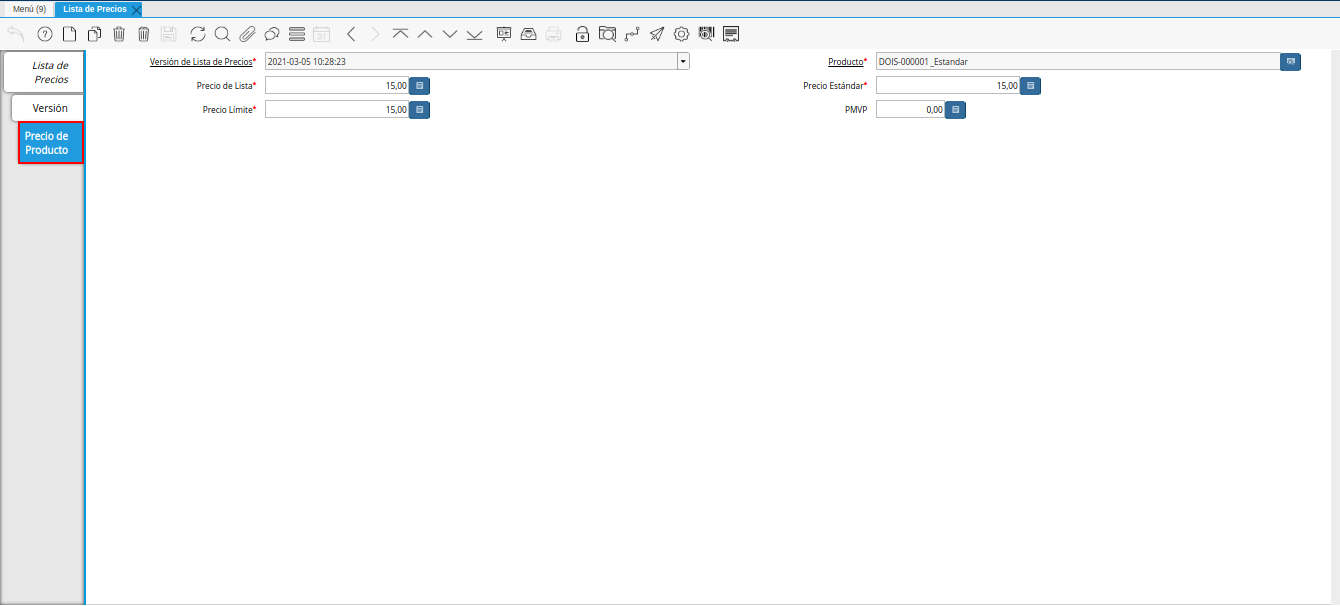 Menú (9)
Lista de Precios
Lista de
Precios
Versión
Precio de
Producto
Versión de Lista de Precios* 2021-03-05 10:28:23
Producto* DOIS-000001_Estandar
Precio de Lista* 15,00
Precio Estándar* 15,00
Precio Límite* 15,00
PMVP 0,00